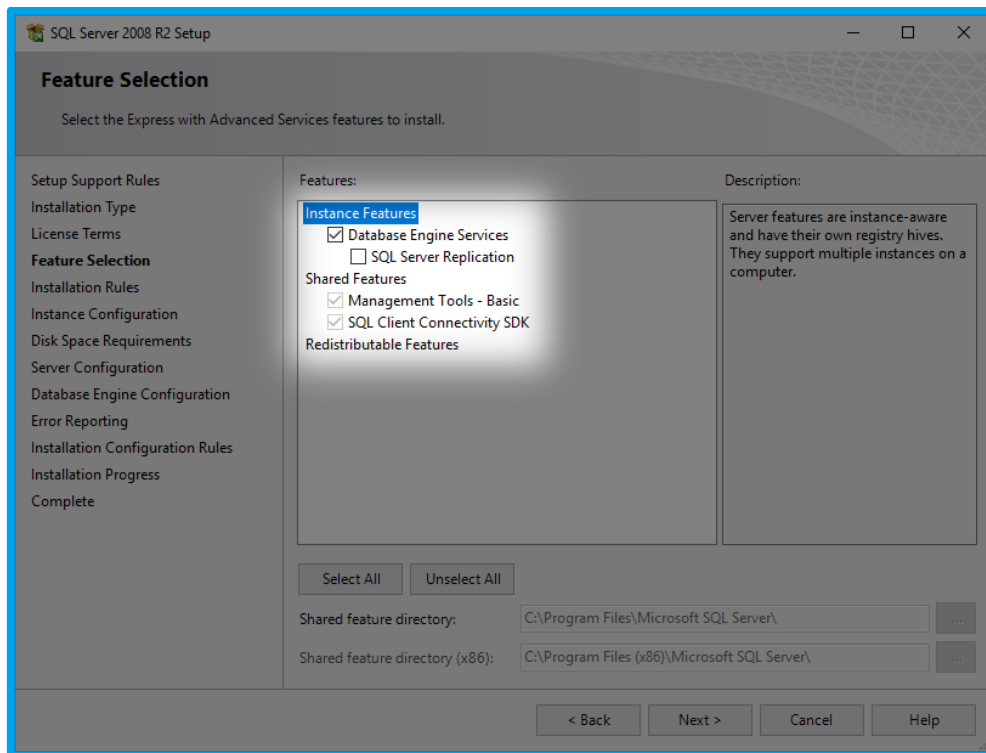 SQL Server 2008 R2 Setup
Feature Selection
Select the Express with Advanced Services features to install.
Setup Support Rules
Installation Type
License Terms
Feature Selection
Installation Rules
Instance Configuration
Disk Space Requirements
Server Configuration
Database Engine Configuration
Error Reporting
Installation Configuration Rules
Installation Progress
Complete
Features:
Instance Features
Database Engine Services
SQL Server Replication
Shared Features
Management Tools - Basic
SQL Client Connectivity SDK
Redistributable Features
Description:
Server features are instance-aware
and have their own registry hives.
They support multiple instances on a
computer.
Select All
Unselect All
Shared feature directory:
C:\Program Files\Microsoft SQL Server\
...
Shared feature directory (x86):
C:\Program Files (x86)\Microsoft SQL Server\
...
< Back
Next >
Cancel
Help